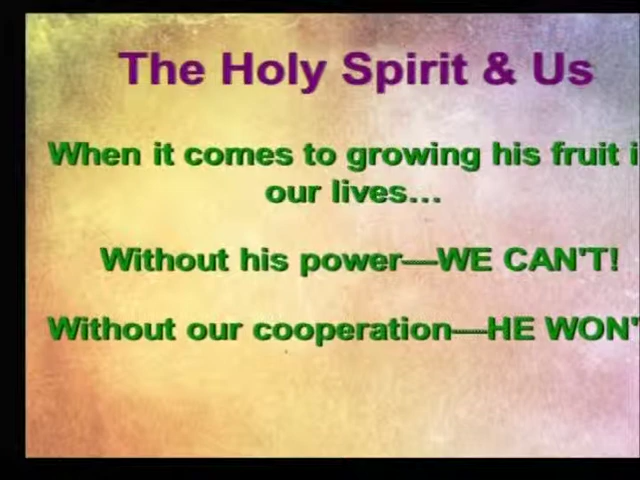 The Holy Spirit & Us
When it comes to growing his fruit i
our lives...
Without his power—WE CAN'T!
Without our cooperation—HE WON'